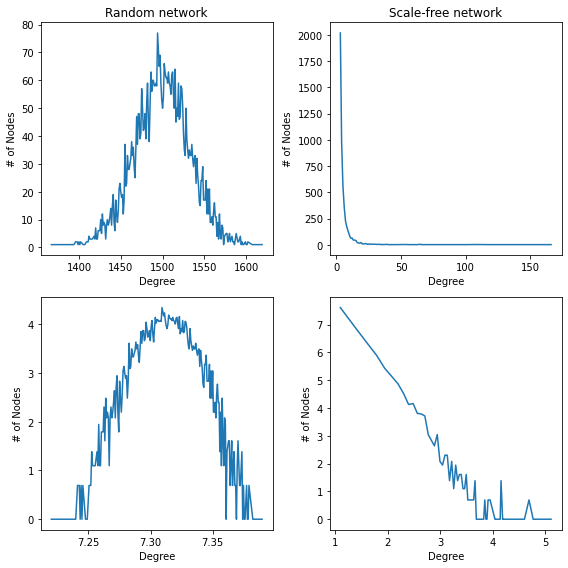 Random network
Scale-free network
80
70
60
50
40
30
20
10
0
# of Nodes
1400 1450 1500 1550 1600
Degree
2000
1750
1500
1250
1000
750
500
250
0
# of Nodes
0 50 100 150
Degree
4
3
2
1
0
# of Nodes
7.25 7.30 7.35
Degree
7
6
5
4
3
2
1
0
# of Nodes
1 2 3 4 5
Degree